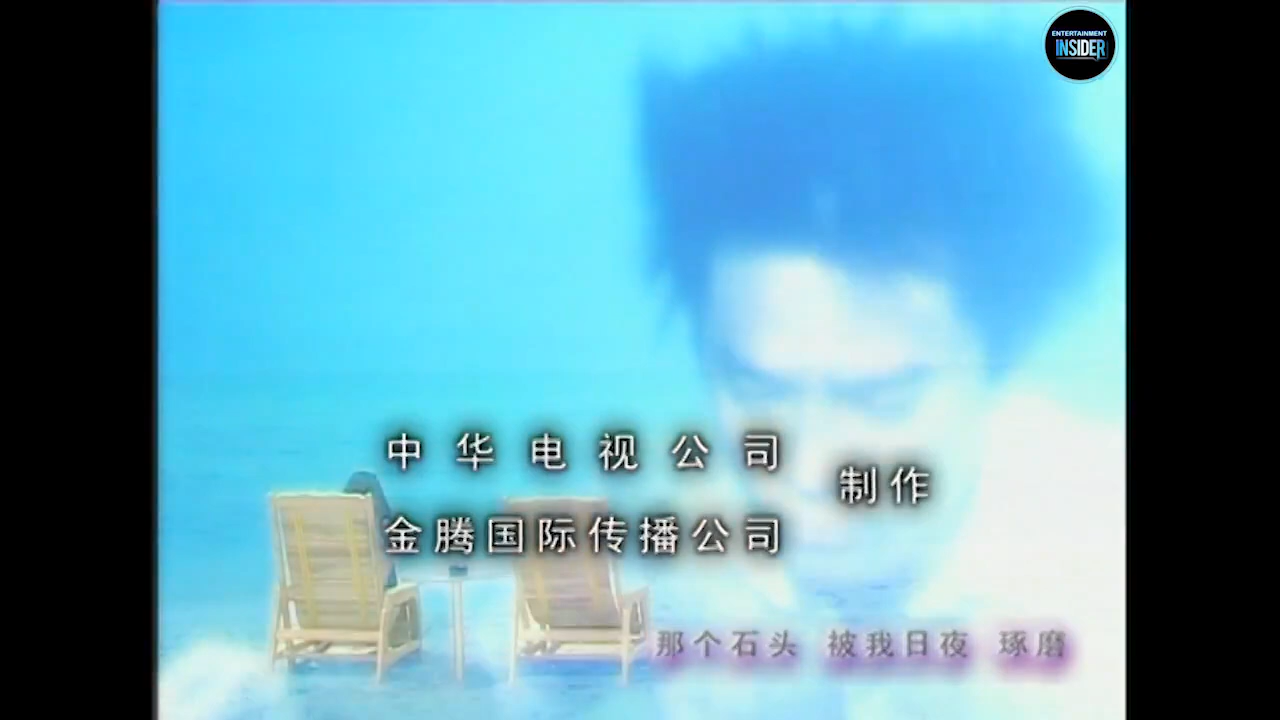 ENTERTAINMENT
INSIDER
中华电视公司
金腾国际传播公司
制作
那个石头 被我日夜 琢磨